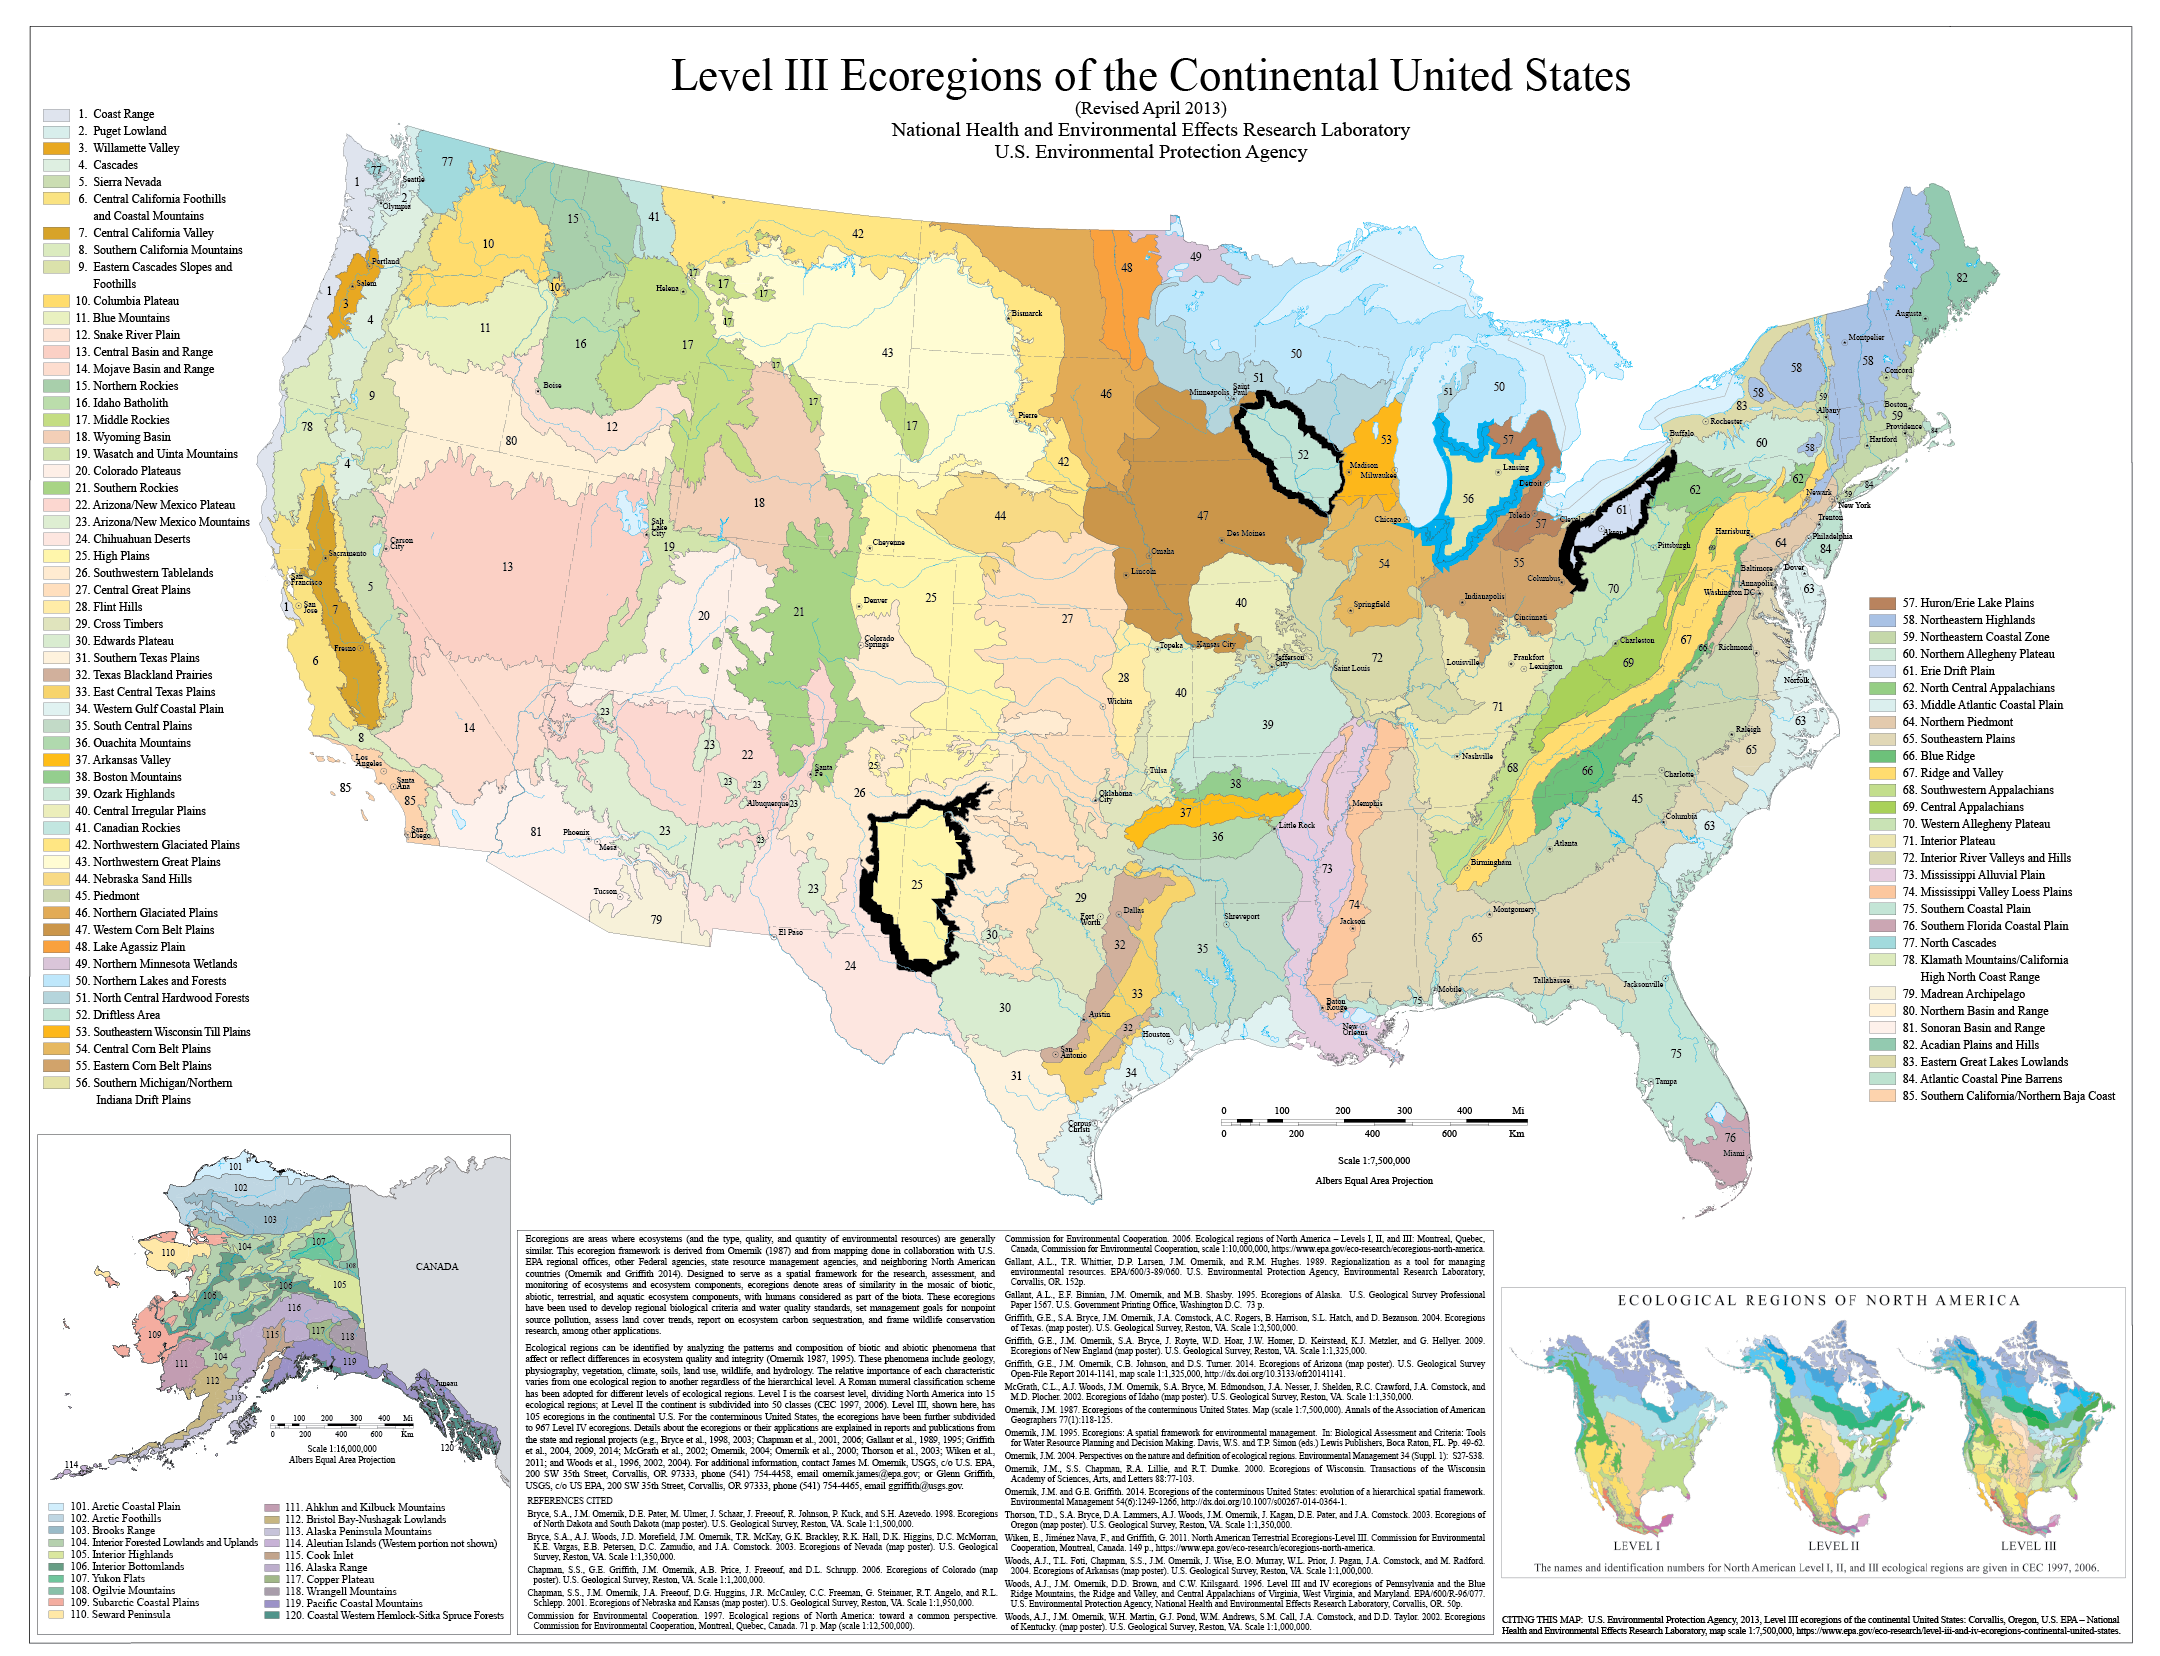 Level III Ecoregions of the Continental United States
(Revised April 2013)
National Health and Environmental Effects Research Laboratory
U.S. Environmental Protection Agency
1. Coast Range
2. Puget Lowland
3. Willamette Valley
4. Cascades
5. Sierra Nevada
6. Central California Foothills
and Coastal Mountains
7. Central California Valley
8. Southern California Mountains
9. Eastern Cascades Slopes and
Foothills
10. Columbia Plateau
11. Blue Mountains
12. Snake River Plain
13. Central Basin and Range
14. Mojave Basin and Range
15. Northern Rockies
16. Idaho Batholith
17. Middle Rockies
18. Wyoming Basin
19. Wasatch and Uinta Mountains
20. Colorado Plateaus
21. Southern Rockies
22. Arizona/New Mexico Plateau
23. Arizona/New Mexico Mountains
24. Chihuahuan Deserts
25. High Plains
26. Southwestern Tablelands
27. Central Great Plains
28. Flint Hills
29. Cross Timbers
30. Edwards Plateau
31. Southern Texas Plains
32. Texas Blackland Prairies
33. East Central Texas Plains
34. Western Gulf Coastal Plain
35. South Central Plains
36. Ouachita Mountains
37. Arkansas Valley
38. Boston Mountains
39. Ozark Highlands
40. Central Irregular Plains
41. Canadian Rockies
42. Northwestern Glaciated Plains
43. Northwestern Great Plains
44. Nebraska Sand Hills
45. Piedmont
46. Northern Glaciated Plains
47. Western Corn Belt Plains
48. Lake Agassiz Plain
49. Northern Minnesota Wetlands
50. Northern Lakes and Forests
51. North Central Hardwood Forests
52. Driftless Area
53. Southeastern Wisconsin Till Plains
54. Central Corn Belt Plains
55. Eastern Corn Belt Plains
56. Southern Michigan/Northern
Indiana Drift Plains
57. Huron/Erie Lake Plains
58. Northeastern Highlands
59. Northeastern Coastal Zone
60. Northern Allegheny Plateau
61. Erie Drift Plain
62. North Central Appalachians
63. Middle Atlantic Coastal Plain
64. Northern Piedmont
65. Southeastern Plains
66. Blue Ridge
67. Ridge and Valley
68. Southwestern Appalachians
69. Central Appalachians
70. Western Allegheny Plateau
71. Interior Plateau
72. Interior River Valleys and Hills
73. Mississippi Alluvial Plain
74. Mississippi Valley Loess Plains
75. Southern Coastal Plain
76. Southern Florida Coastal Plain
77. North Cascades
78. Klamath Mountains/California
High North Coast Range
79. Madrean Archipelago
80. Northern Basin and Range
81. Sonoran Basin and Range
82. Acadian Plains and Hills
83. Eastern Great Lakes Lowlands
84. Atlantic Coastal Pine Barrens
85. Southern California/Northern Baja Coast
Seattle
Olympia
Portland
Salem
Helena
Boise
Bismarck
Pierre
Minneapolis
Saint Paul
Madison
Milwaukee
Lansing
Detroit
Chicago
Toledo
Akron
Columbus
Buffalo
Rochester
Albany
Montpelier
Augusta
Concord
Boston
Providence
Hartford
Newark
New York
Trenton
Philadelphia
Harrisburg
Pittsburgh
Baltimore
Annapolis
Dover
Washington DC
Richmond
Norfolk
Charleston
Raleigh
Charlotte
Columbia
Atlanta
Birmingham
Montgomery
Tallahassee
Jacksonville
Tampa
Miami
Mobile
New Orleans
Baton Rouge
Jackson
Memphis
Nashville
Frankfort
Lexington
Louisville
Cincinnati
Indianapolis
Springfield
Saint Louis
Jefferson City
Kansas City
Topeka
Wichita
Des Moines
Omaha
Lincoln
Cheyenne
Denver
Colorado Springs
Salt Lake City
Carson City
Sacramento
San Francisco
San Jose
Fresno
Los Angeles
Santa Ana
San Diego
Phoenix
Mesa
Tucson
Albuquerque
Santa Fe
El Paso
Oklahoma City
Tulsa
Little Rock
Fort Worth
Dallas
Shreveport
Austin
San Antonio
Houston
Corpus Christi
0 100 200 300 400 Mi
0 200 400 600 Km
Scale 1:7,500,000
Albers Equal Area Projection
CANADA
Juneau
0 100 200 300 400 Mi
0 200 400 600 Km
Scale 1:16,000,000
Albers Equal Area Projection
101. Arctic Coastal Plain
102. Arctic Foothills
103. Brooks Range
104. Interior Forested Lowlands and Uplands
105. Interior Highlands
106. Interior Bottomlands
107. Yukon Flats
108. Ogilvie Mountains
109. Subarctic Coastal Plains
110. Seward Peninsula
111. Ahklun and Kilbuck Mountains
112. Bristol Bay-Nushagak Lowlands
113. Alaska Peninsula Mountains
114. Aleutian Islands (Western portion not shown)
115. Cook Inlet
116. Alaska Range
117. Copper Plateau
118. Wrangell Mountains
119. Pacific Coastal Mountains
120. Coastal Western Hemlock-Sitka Spruce Forests
Ecoregions are areas where ecosystems (and the type, quality, and quantity of environmental resources) are generally
similar. This ecoregion framework is derived from Omernik (1987) and from mapping done in collaboration with U.S.
EPA regional offices, other Federal agencies, state resource management agencies, and neighboring North American
countries (Omernik and Griffith 2014). Designed to serve as a spatial framework for the research, assessment, and
monitoring of ecosystems and ecosystem components, ecoregions denote areas of similarity in the mosaic of biotic,
abiotic, terrestrial, and aquatic ecosystem components, with humans considered as part of the biota. These ecoregions
have been used to develop regional biological criteria and water quality standards, set management goals for nonpoint
source pollution, assess land cover trends, report on ecosystem carbon sequestration, and frame wildlife conservation
research, among other applications.
Ecological regions can be identified by analyzing the patterns and composition of biotic and abiotic phenomena that
affect or reflect differences in ecosystem quality and integrity (Omernik 1987, 1995). These phenomena include geology,
physiography, vegetation, climate, soils, land use, wildlife, and hydrology. The relative importance of each characteristic
varies from one ecological region to another regardless of the hierarchical level. A Roman numeral classification scheme
has been adopted for different levels of ecological regions. Level I is the coarsest level, dividing North America into 15
ecological regions; at Level II the continent is subdivided into 50 classes (CEC 1997, 2006). Level III, shown here, has
105 ecoregions in the continental U.S. For the conterminous United States, the ecoregions have been further subdivided
to 967 Level IV ecoregions. Details about the ecoregions or their applications are explained in reports and publications from
the state and regional projects (e.g., Bryce et al., 1998, 2003; Chapman et al., 2001, 2006; Gallant et al., 1989, 1995; Griffith
et al., 2004, 2009, 2014; McGrath et al., 2002; Omernik, 2004; Omernik et al., 2000; Thorson et al., 2003; Wiken et al.,
2011; and Woods et al., 1996, 2002, 2004). For additional information, contact James M. Omernik, USGS, c/o U.S. EPA,
200 SW 35th Street, Corvallis, OR 97333, phone (541) 754-4458, email omernik.james@epa.gov; or Glenn Griffith,
USGS, c/o US EPA, 200 SW 35th Street, Corvallis, OR 97333, phone (541) 754-4465, email ggriffith@usgs.gov.
REFERENCES CITED
Bryce, S.A., J.M. Omernik, D.E. Pater, M. Ulmer, J. Schaar, J. Freeouf, R. Johnson, P. Kuck, and S.H. Azevedo. 1998. Ecoregions
of North Dakota and South Dakota (map poster). U.S. Geological Survey, Reston, VA. Scale 1:1,500,000.
Bryce, S.A., A.J. Woods, J.D. Morefield, J.M. Omernik, T.R. McKay, G.K. Brackley, R.K. Hall, D.K. Higgins, D.C. McMorran,
K.E. Vargas, E.B. Petersen, D.C. Zamudio, and J.A. Comstock. 2003. Ecoregions of Nevada (map poster). U.S. Geological
Survey, Reston, VA. Scale 1:1,350,000.
Chapman, S.S., G.E. Griffith, J.M. Omernik, A.B. Price, J. Freeouf, and D.L. Schrupp. 2006. Ecoregions of Colorado (map
poster). U.S. Geological Survey, Reston, VA. Scale 1:1,200,000.
Chapman, S.S., J.M. Omernik, J.A. Freeouf, D.G. Huggins, J.R. McCauley, C.C. Freeman, G. Steinauer, R.T. Angelo, and R.L.
Schlepp. 2001. Ecoregions of Nebraska and Kansas (map poster). U.S. Geological Survey, Reston, VA. Scale 1:1,950,000.
Commission for Environmental Cooperation. 1997. Ecological regions of North America: toward a common perspective.
Commission for Environmental Cooperation, Montreal, Quebec, Canada. 71 p. Map (scale 1:12,500,000).
Commission for Environmental Cooperation. 2006. Ecological regions of North America – Levels I, II, and III: Montreal, Quebec,
Canada, Commission for Environmental Cooperation, scale 1:10,000,000, https://www.epa.gov/eco-research/ecoregions-north-america.
Gallant, A.L., T.R. Whittier, D.P. Larsen, J.M. Omernik, and R.M. Hughes. 1989. Regionalization as a tool for managing
environmental resources. EPA/600/3-89/060. U.S. Environmental Protection Agency, Environmental Research Laboratory,
Corvallis, OR. 152p.
Gallant, A.L., E.F. Binnian, J.M. Omernik, and M.B. Shasby. 1995. Ecoregions of Alaska. U.S. Geological Survey Professional
Paper 1567. U.S. Government Printing Office, Washington D.C. 73 p.
Griffith, G.E., S.A. Bryce, J.M. Omernik, J.A. Comstock, A.C. Rogers, B. Harrison, S.L. Hatch, and D. Bezanson. 2004. Ecoregions
of Texas. (map poster). U.S. Geological Survey, Reston, VA. Scale 1:2,500,000.
Griffith, G.E., J.M. Omernik, S.A. Bryce, J. Royte, W.D. Hoar, J.W. Homer, D. Keirstead, K.J. Metzler, and G. Hellyer. 2009.
Ecoregions of New England (map poster). U.S. Geological Survey, Reston, VA. Scale 1:1,325,000.
Griffith, G.E., J.M. Omernik, C.B. Johnson, and D.S. Turner. 2014. Ecoregions of Arizona (map poster). U.S. Geological Survey
Open-File Report 2014-1141, map scale 1:1,325,000, http://dx.doi.org/10.3133/ofr20141141.
McGrath, C.L., A.J. Woods, J.M. Omernik, S.A. Bryce, M. Edmondson, J.A. Nesser, J. Shelden, R.C. Crawford, J.A. Comstock, and
M.D. Plocher. 2002. Ecoregions of Idaho (map poster). U.S. Geological Survey, Reston, VA. Scale 1:1,350,000.
Omernik, J.M. 1987. Ecoregions of the conterminous United States. Map (scale 1:7,500,000). Annals of the Association of American
Geographers 77(1):118-125.
Omernik, J.M. 1995. Ecoregions: A spatial framework for environmental management. In: Biological Assessment and Criteria: Tools
for Water Resource Planning and Decision Making. Davis, W.S. and T.P. Simon (eds.) Lewis Publishers, Boca Raton, FL. Pp. 49-62.
Omernik, J.M. 2004. Perspectives on the nature and definition of ecological regions. Environmental Management 34 (Suppl. 1): S27-S38.
Omernik, J.M., S.S. Chapman, R.A. Lillie, and R.T. Dumke. 2000. Ecoregions of Wisconsin. Transactions of the Wisconsin
Academy of Sciences, Arts, and Letters 88:77-103.
Omernik, J.M. and G.E. Griffith. 2014. Ecoregions of the conterminous United States: evolution of a hierarchical spatial framework.
Environmental Management 54(6):1249-1266, http://dx.doi.org/10.1007/s00267-014-0364-1.
Thorson, T.D., S.A. Bryce, D.A. Lammers, A.J. Woods, J.M. Omernik, J. Kagan, D.E. Pater, and J.A. Comstock. 2003. Ecoregions of
Oregon (map poster). U.S. Geological Survey, Reston, VA. Scale 1:1,350,000.
Wiken, E., Jiménez Nava, F., and Griffith, G. 2011. North American Terrestrial Ecoregions-Level III. Commission for Environmental
Cooperation, Montreal, Canada. 149 p., https://www.epa.gov/eco-research/ecoregions-north-america.
Woods, A.J., T.L. Foti, Chapman, S.S., J.M. Omernik, J. Wise, E.O. Murray, W.L. Prior, J. Pagan, J.A. Comstock, and M. Radford.
2004. Ecoregions of Arkansas (map poster). U.S. Geological Survey, Reston, VA. Scale 1:1,000,000.
Woods, A.J., J.M. Omernik, D.D. Brown, and C.W. Kiilsgaard. 1996. Level III and IV ecoregions of Pennsylvania and the Blue
Ridge Mountains, the Ridge and Valley, and Central Appalachians of Virginia, West Virginia, and Maryland. EPA/600/R-96/077.
U.S. Environmental Protection Agency, National Health and Environmental Effects Research Laboratory, Corvallis, OR. 50p.
Woods, A.J., J.M. Omernik, W.H. Martin, G.J. Pond, W.M. Andrews, S.M. Call, J.A. Comstock, and D.D. Taylor. 2002. Ecoregions
of Kentucky. (map poster). U.S. Geological Survey, Reston, VA. Scale 1:1,000,000.
ECOLOGICAL REGIONS OF NORTH AMERICA
LEVEL I
LEVEL II
LEVEL III
The names and identification numbers for North American Level I, II, and III ecological regions are given in CEC 1997, 2006.
CITING THIS MAP: U.S. Environmental Protection Agency, 2013, Level III ecoregions of the continental United States: Corvallis, Oregon, U.S. EPA – National
Health and Environmental Effects Research Laboratory, map scale 1:7,500,000, https://www.epa.gov/eco-research/level-iii-and-iv-ecoregions-continental-united-states.